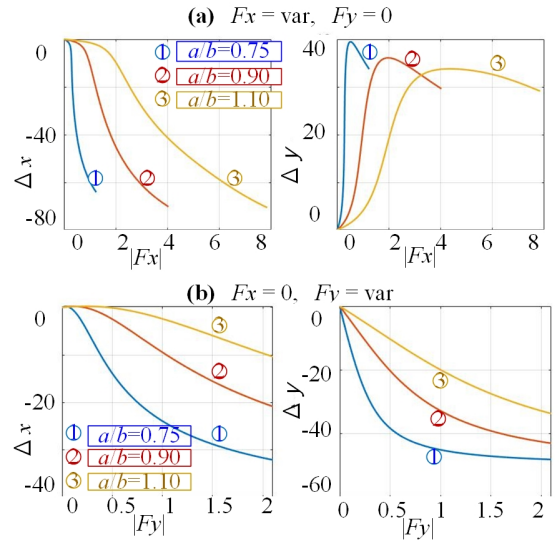 (a) Fx = var, Fy = 0
0
-40
-80
Δ x
① a/b=0.75
② a/b=0.90
③ a/b=1.10
①
②
③
0 2 4 6 8
|Fx|
40
20
0
Δ y
①
②
③
0 2 4 6 8
|Fx|
(b) Fx = 0, Fy = var
0
-20
-40
Δ x
③
②
①
① a/b=0.75
② a/b=0.90
③ a/b=1.10
0 0.5 1 1.5 2
|Fy|
0
-20
-40
-60
Δ y
③
②
①
0 0.5 1 1.5 2
|Fy|